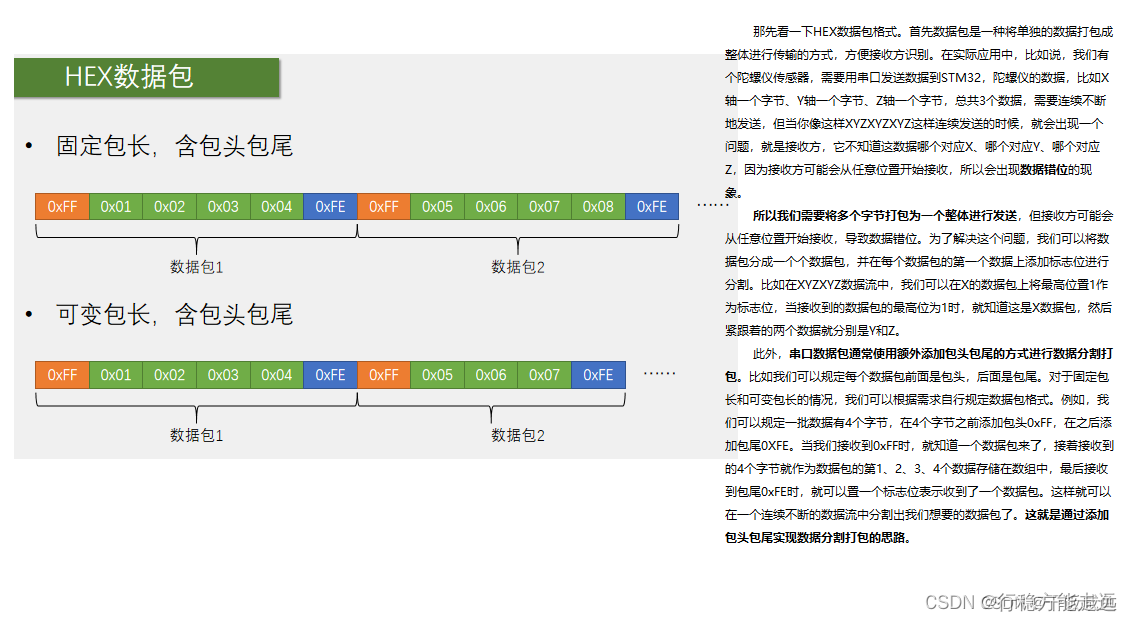 HEX数据包
• 固定包长，含包头包尾
0xFF 0x01 0x02 0x03 0x04 0xFE 0xFF 0x05 0x06 0x07 0x08 0xFE ……
数据包1 数据包2
• 可变包长，含包头包尾
0xFF 0x01 0x02 0x03 0x04 0xFE 0xFF 0x05 0x06 0x07 0xFE ……
数据包1 数据包2
那先看一下HEX数据包格式。首先数据包是一种将单独的数据打包成
整体进行传输的方式，方便接收方识别。在实际应用中，比如说，我们有
个陀螺仪传感器，需要用串口发送数据到STM32，陀螺仪的数据，比如X
轴一个字节、Y轴一个字节、Z轴一个字节，总共3个数据，需要连续不断
地发送，但当你像这样XYZXYZXYZ这样连续发送的时候，就会出现一个
问题，就是接收方，它不知道这数据哪个对应X、哪个对应Y、哪个对应
Z，因为接收方可能会从任意位置开始接收，所以会出现数据错位的现
象。
所以我们需要将多个字节打包为一个整体进行发送，但接收方可能会
从任意位置开始接收，导致数据错位。为了解决这个问题，我们可以将数
据包分成一个个数据包，并在每个数据包的第一个数据上添加标志位进行
分割。比如在XYZXYZ数据流中，我们可以在X的数据包上将最高位置1作
为标志位，当接收到的数据包的最高位为1时，就知道这是X数据包，然后
紧跟着的两个数据就分别是Y和Z。
此外，串口数据包通常使用额外添加包头包尾的方式进行数据分割打
包。比如我们可以规定每个数据包前面是包头，后面是包尾。对于固定包
长和可变包长的情况，我们可以根据需求自行规定数据包格式。例如，我
们可以规定一批数据有4个字节，在4个字节之前添加包头0xFF，在之后添
加包尾0XFE。当我们接收到0xFF时，就知道一个数据包来了，接着接收到
的4个字节就作为数据包的第1、2、3、4个数据存储在数组中，最后接收
到包尾0xFE时，就可以置一个标志位表示收到了一个数据包。这样就可以
在一个连续不断的数据流中分割出我们想要的数据包了。这就是通过添加
包头包尾实现数据分割打包的思路。
CSDN @行稳方能走远